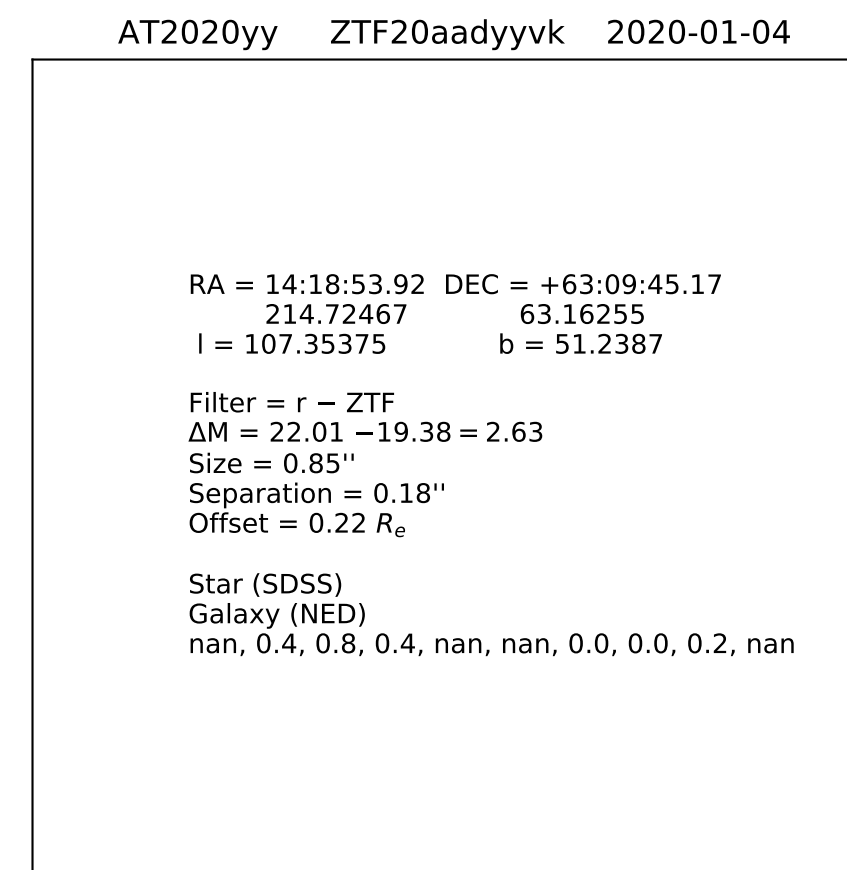 AT2020yy ZTF20aadyyvk 2020-01-04
RA = 14:18:53.92 DEC = +63:09:45.17
214.72467 63.16255
l = 107.35375 b = 51.2387
Filter = r − ZTF
ΔM = 22.01 −19.38 = 2.63
Size = 0.85''
Separation = 0.18''
Offset = 0.22 Rₑ
Star (SDSS)
Galaxy (NED)
nan, 0.4, 0.8, 0.4, nan, nan, 0.0, 0.0, 0.2, nan